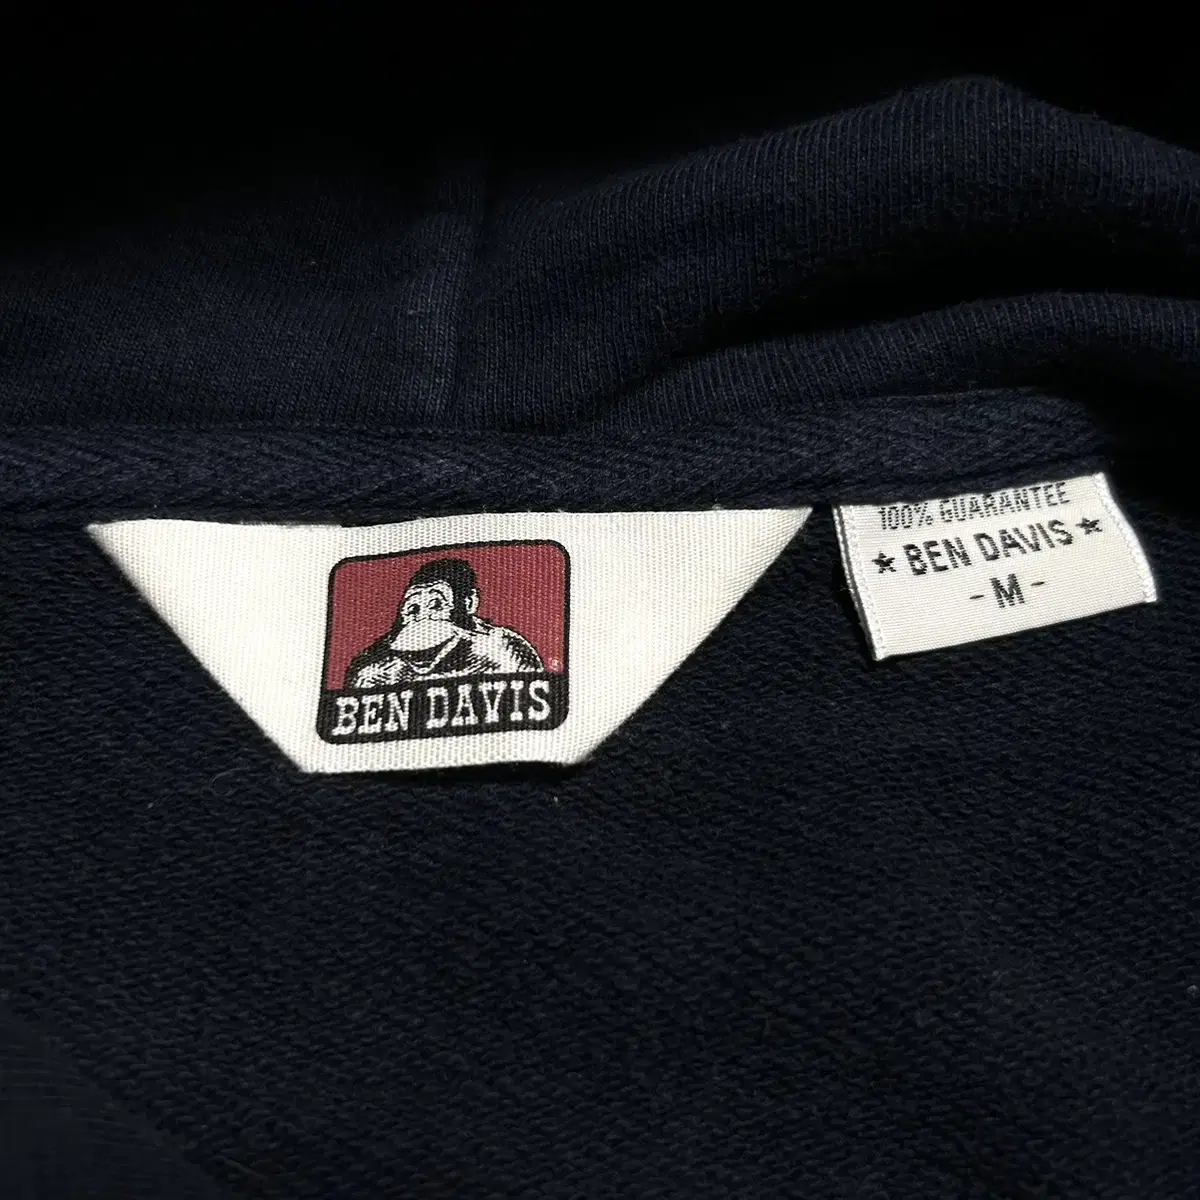 BEN DAVIS
®
100% GUARANTEE
★ BEN DAVIS ★
- M -